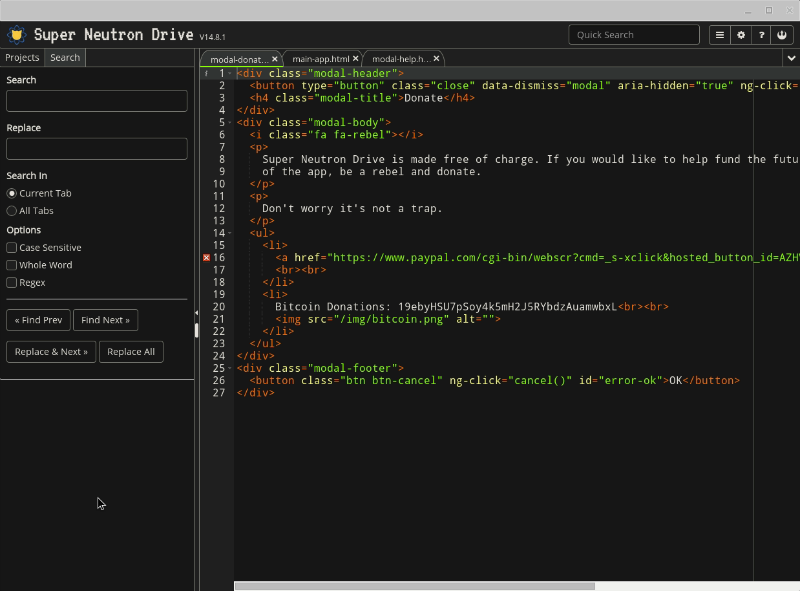 Super Neutron Drive v14.8.1
Quick Search
?
Projects Search
modal-donat... × main-app.html × modal-help.h... ×
Search
Replace
Search In
Current Tab
All Tabs
Options
Case Sensitive
Whole Word
Regex
« Find Prev Find Next »
Replace & Next » Replace All
i 1 <div class="modal-header">
2 <button type="button" class="close" data-dismiss="modal" aria-hidden="true" ng-click=
3 <h4 class="modal-title">Donate</h4>
4 </div>
5 <div class="modal-body">
6 <i class="fa fa-rebel"></i>
7 <p>
8 Super Neutron Drive is made free of charge. If you would like to help fund the futu
9 of the app, be a rebel and donate.
10 </p>
11 <p>
12 Don't worry it's not a trap.
13 </p>
14 <ul>
15 <li>
16 <a href="https://www.paypal.com/cgi-bin/webscr?cmd=_s-xclick&hosted_button_id=AZH
17 <br><br>
18 </li>
19 <li>
20 Bitcoin Donations: 19ebyHSU7pSoy4k5mH2J5RYbdzAuamwbxL<br><br>
21 <img src="/img/bitcoin.png" alt="">
22 </li>
23 </ul>
24 </div>
25 <div class="modal-footer">
26 <button class="btn btn-cancel" ng-click="cancel()" id="error-ok">OK</button>
27 </div>